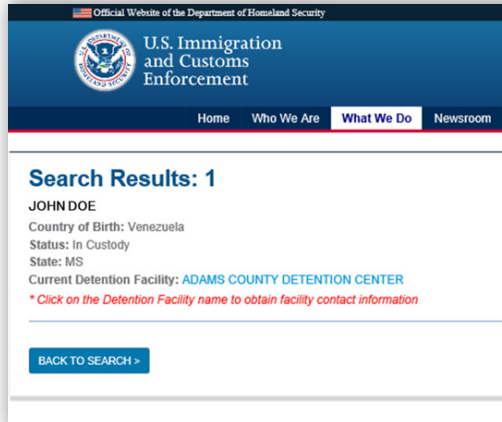 Official Website of the Department of Homeland Security
U.S. Immigration
and Customs
Enforcement
Home Who We Are What We Do Newsroom
Search Results: 1
JOHN DOE
Country of Birth: Venezuela
Status: In Custody
State: MS
Current Detention Facility: ADAMS COUNTY DETENTION CENTER
* Click on the Detention Facility name to obtain facility contact information
BACK TO SEARCH >